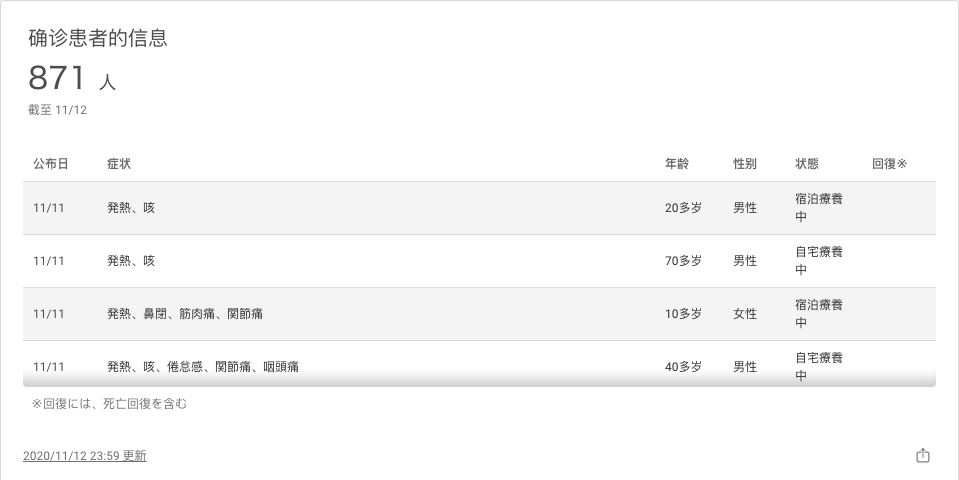 确诊患者的信息
871 人
截至 11/12
公布日 症状 年龄 性别 状態 回復※
11/11 発熱、咳 20多岁 男性 宿泊療養
中
11/11 発熱、咳 70多岁 男性 自宅療養
中
11/11 発熱、鼻閉、筋肉痛、関節痛 10多岁 女性 宿泊療養
中
11/11 発熱、咳、倦怠感、関節痛、咽頭痛 40多岁 男性 自宅療養
中
※回復には、死亡回復を含む
2020/11/12 23:59 更新